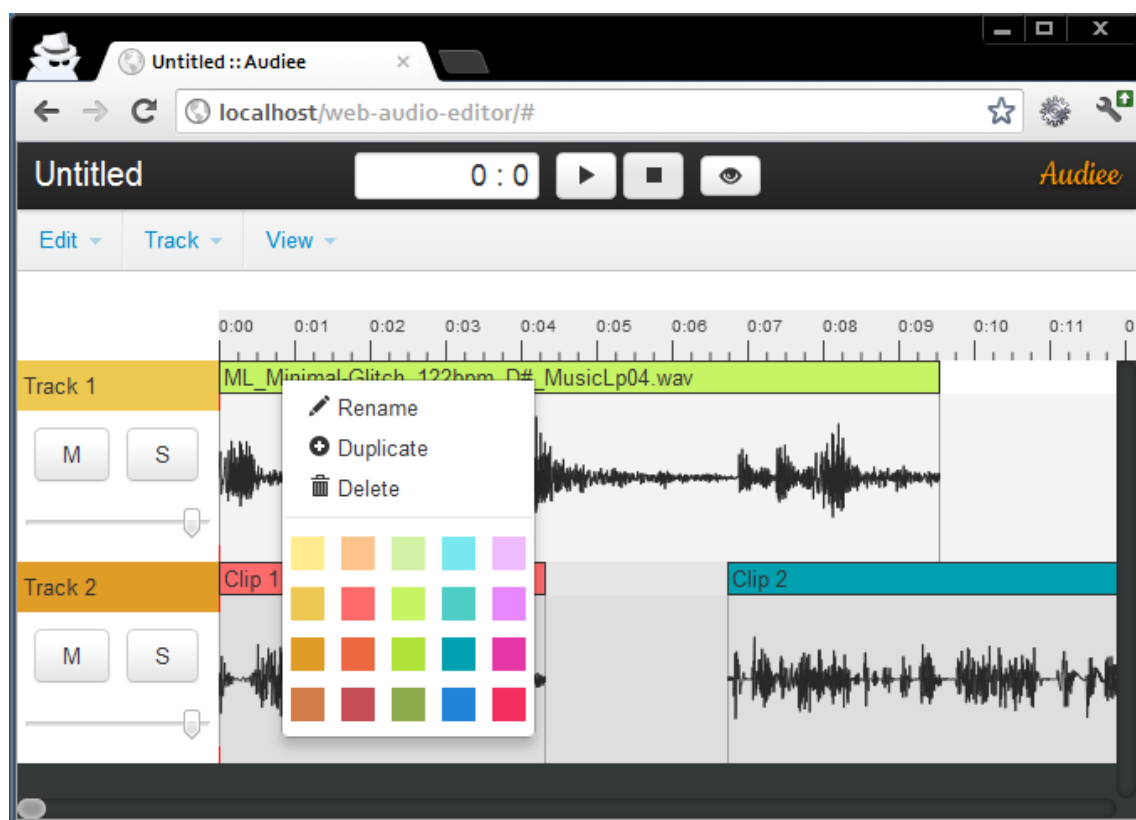 Untitled :: Audiee
localhost/web-audio-editor/#
Untitled 0 : 0 Audiee
Edit Track View
0:00 0:01 0:02 0:03 0:04 0:05 0:06 0:07 0:08 0:09 0:10 0:11 0
Track 1 ML_Minimal-Glitch_122bpm_D#_MusicLp04.wav
Rename
M S Duplicate
Delete
Track 2 Clip 1 Clip 2
M S